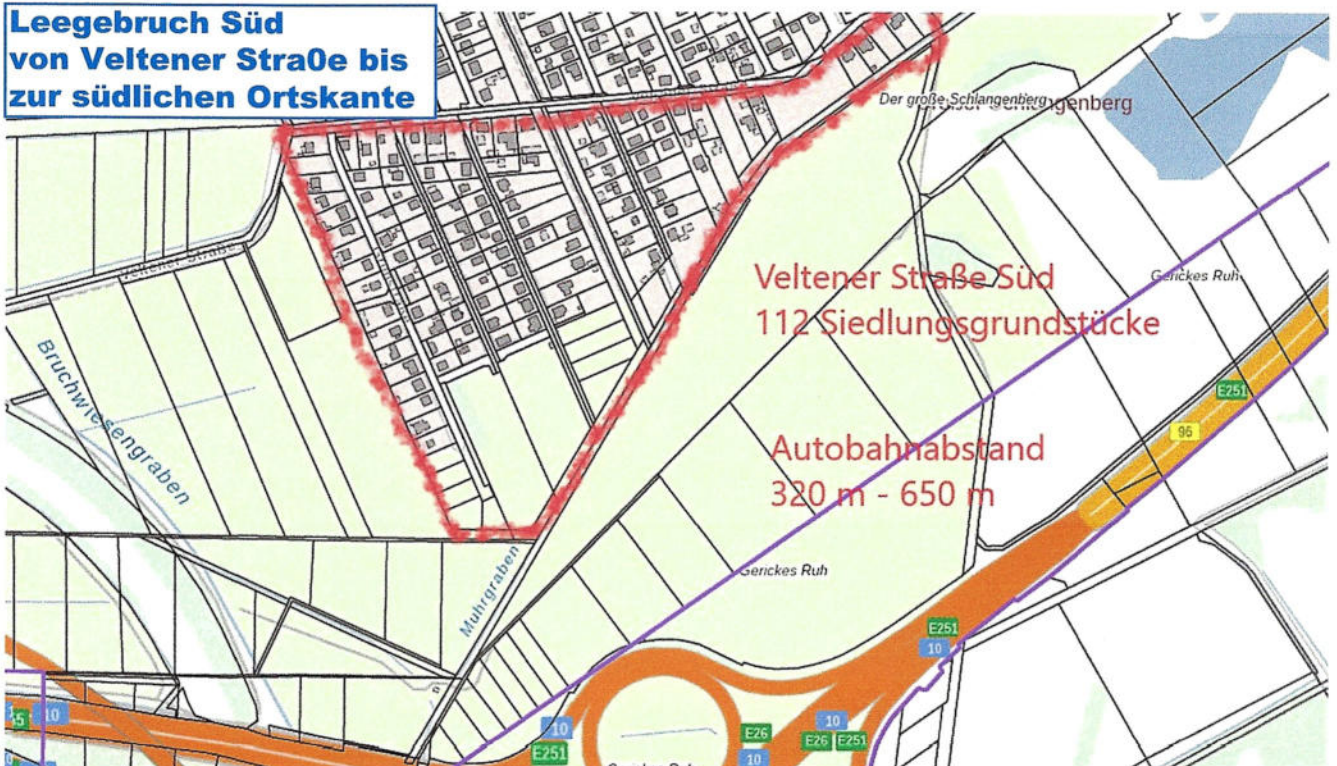 Leegebruch Süd
von Veltener Stra0e bis
zur südlichen Ortskante
Der große Schlangenberg
Veltener Straße
Veltener Straße Süd
112 Siedlungsgrundstücke
Gerickes Ruh
Bruchwiesengraben
E251
96
Autobahnabstand
320 m - 650 m
Gerickes Ruh
Muhrgraben
E251
10
10
10
E251
E26
10
10
E26
E251